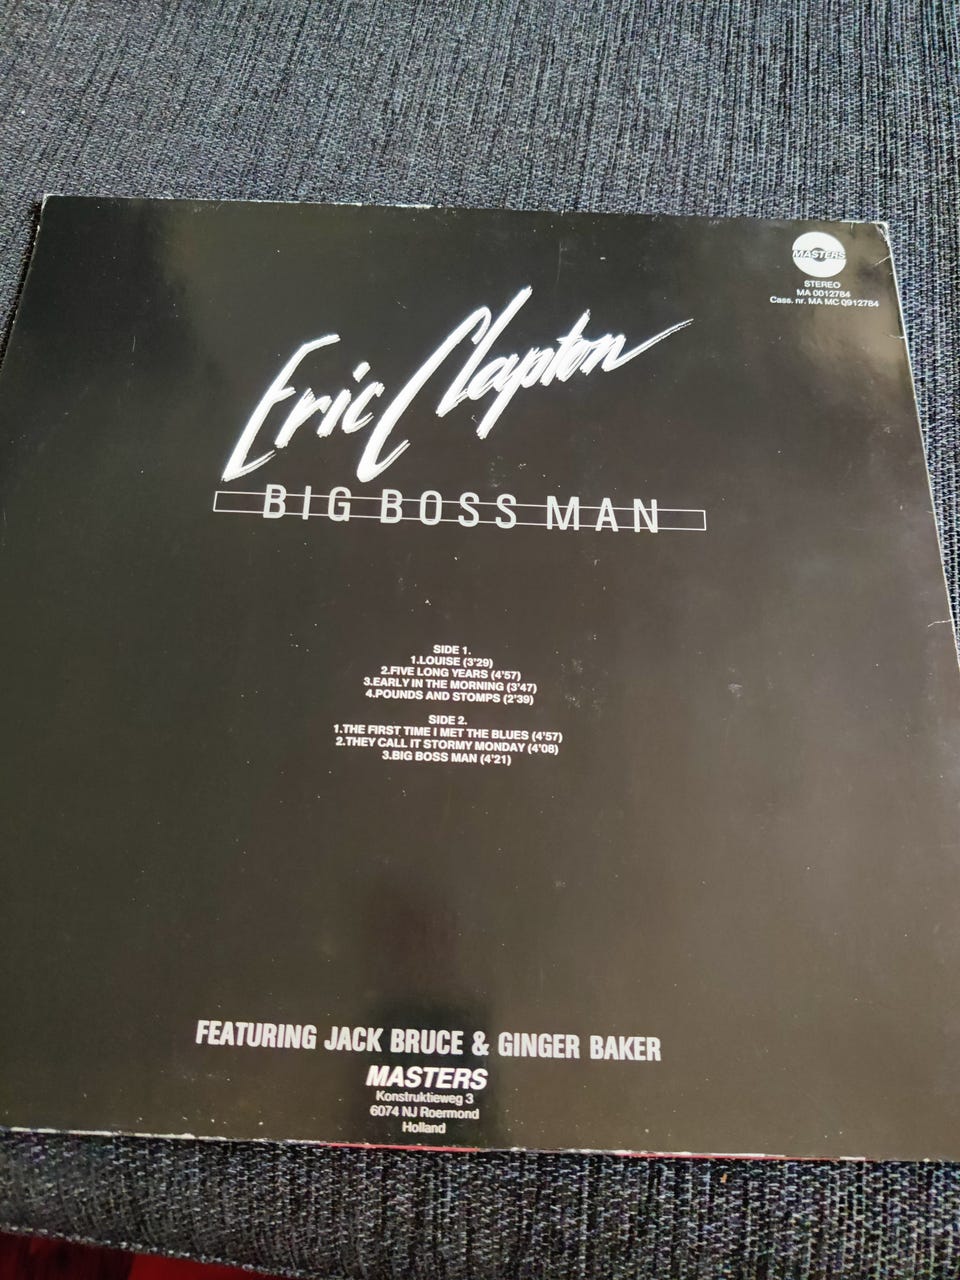 MASTERS
STEREO
MA 0012784
Cass. nr. MA MC 0912784
Eric Clapton
BIG BOSS MAN
SIDE 1.
1.LOUISE (3'29)
2.FIVE LONG YEARS (4'57)
3.EARLY IN THE MORNING (3'47)
4.POUNDS AND STOMPS (2'39)
SIDE 2.
1.THE FIRST TIME I MET THE BLUES (4'57)
2.THEY CALL IT STORMY MONDAY (4'08)
3.BIG BOSS MAN (4'21)
FEATURING JACK BRUCE & GINGER BAKER
MASTERS
Konstruktieweg 3
6074 NJ Roermond
Holland